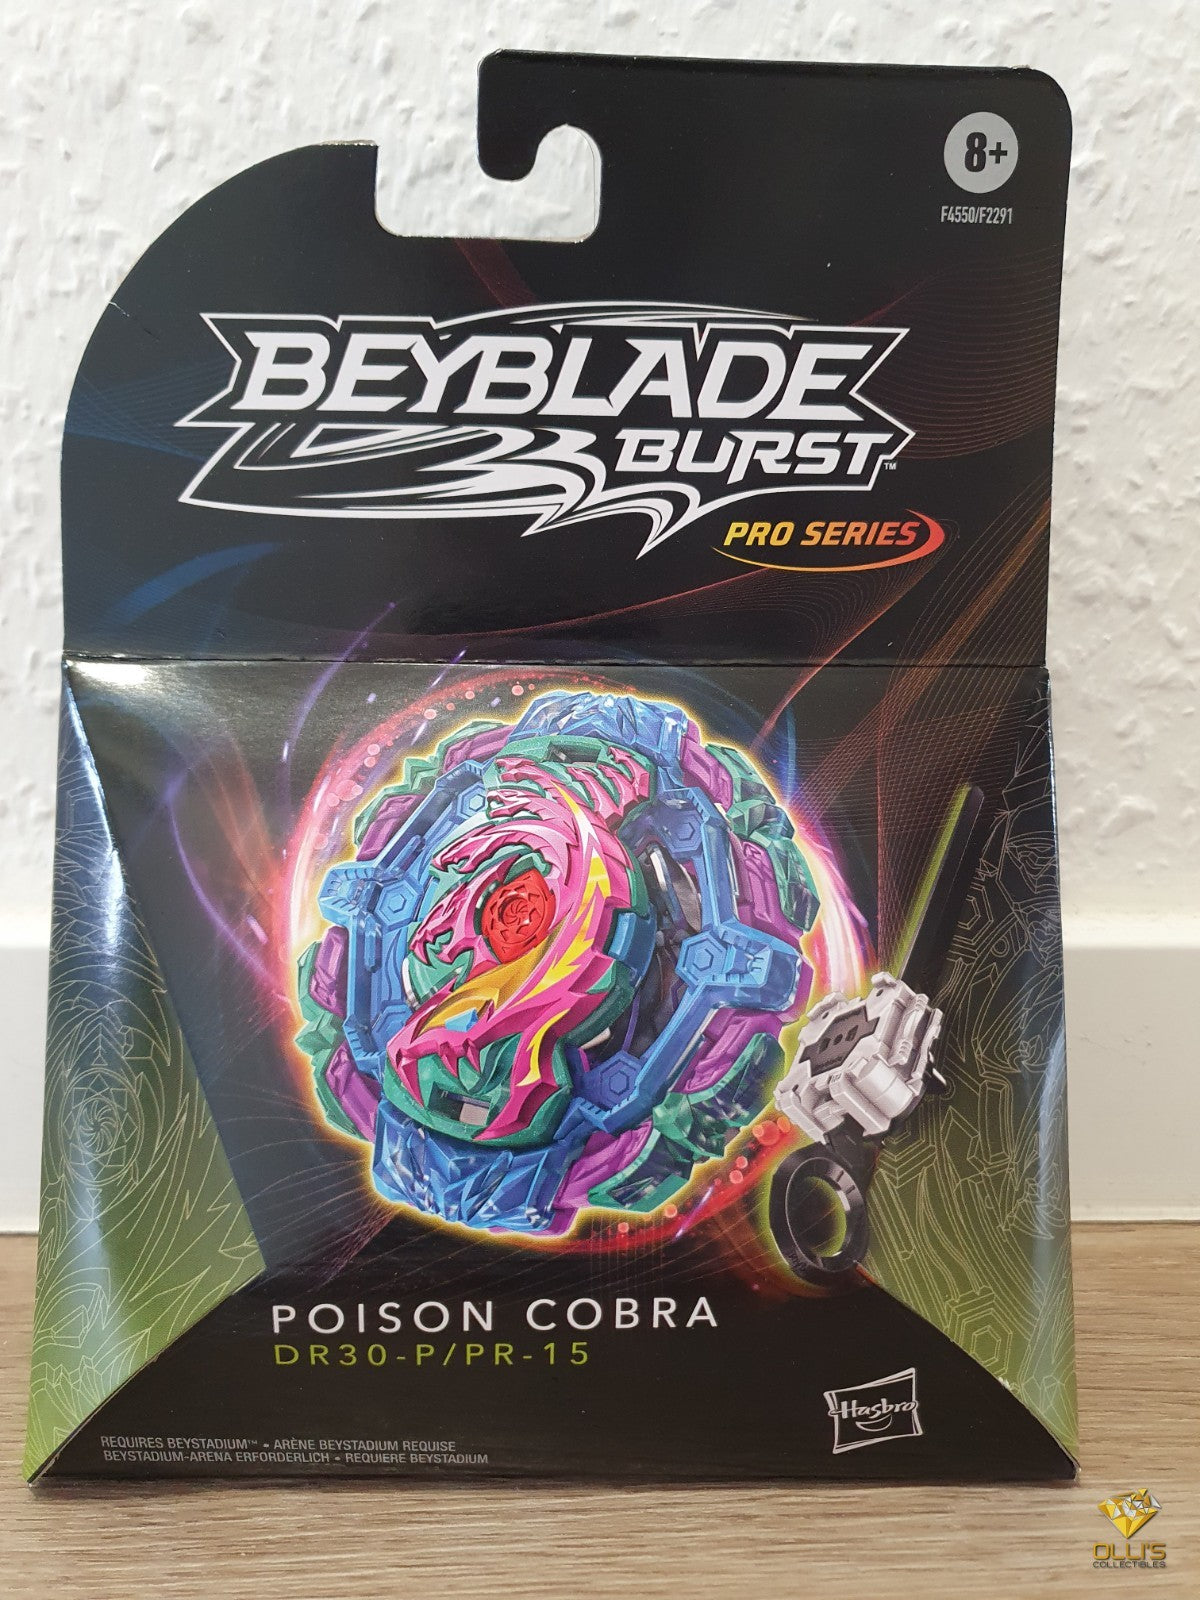 8+
F4550/F2291
BEYBLADE
BURST™
PRO SERIES
POISON COBRA
DR30-P/PR-15
Hasbro
REQUIRES BEYSTADIUM™ • ARÈNE BEYSTADIUM REQUISE
BEYSTADIUM-ARENA ERFORDERLICH • REQUIERE BEYSTADIUM
OLLI'S
COLLECTIBLES